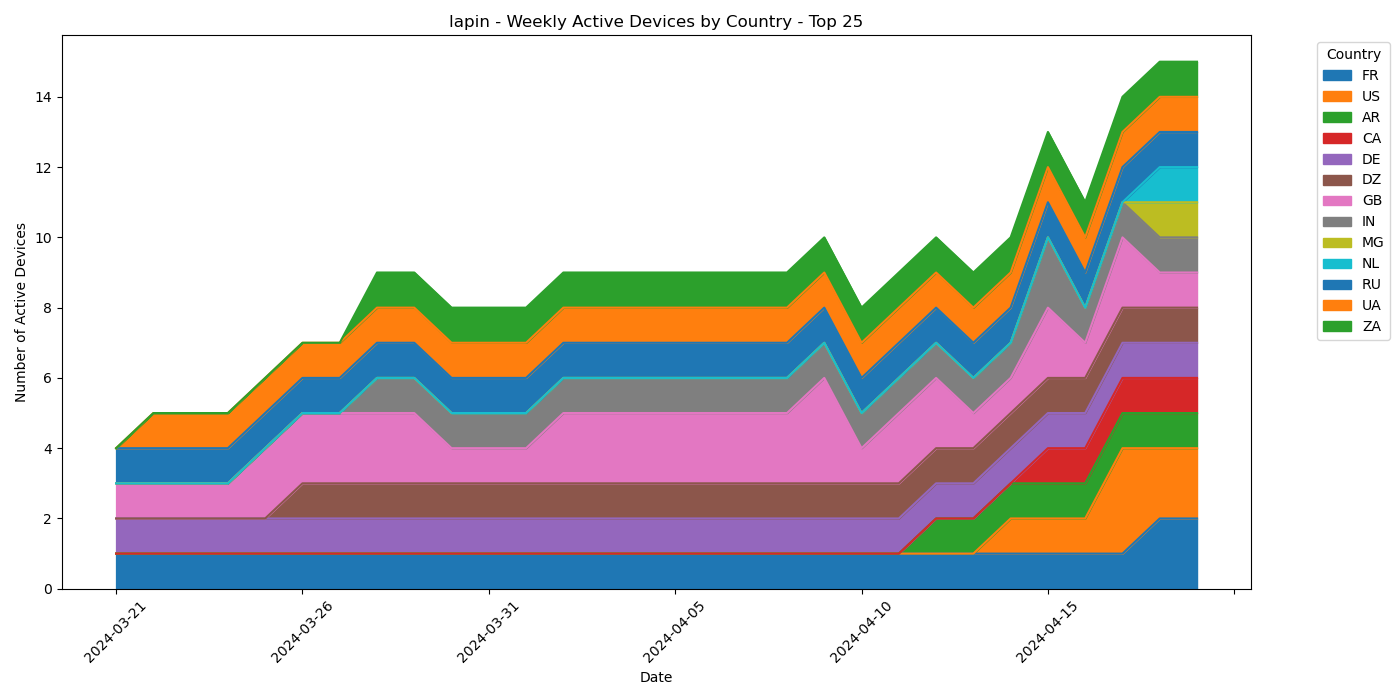 lapin - Weekly Active Devices by Country - Top 25
Number of Active Devices
14
12
10
8
6
4
2
0
2024-03-21
2024-03-26
2024-03-31
2024-04-05
2024-04-10
2024-04-15
Date
Country
FR
US
AR
CA
DE
DZ
GB
IN
MG
NL
RU
UA
ZA